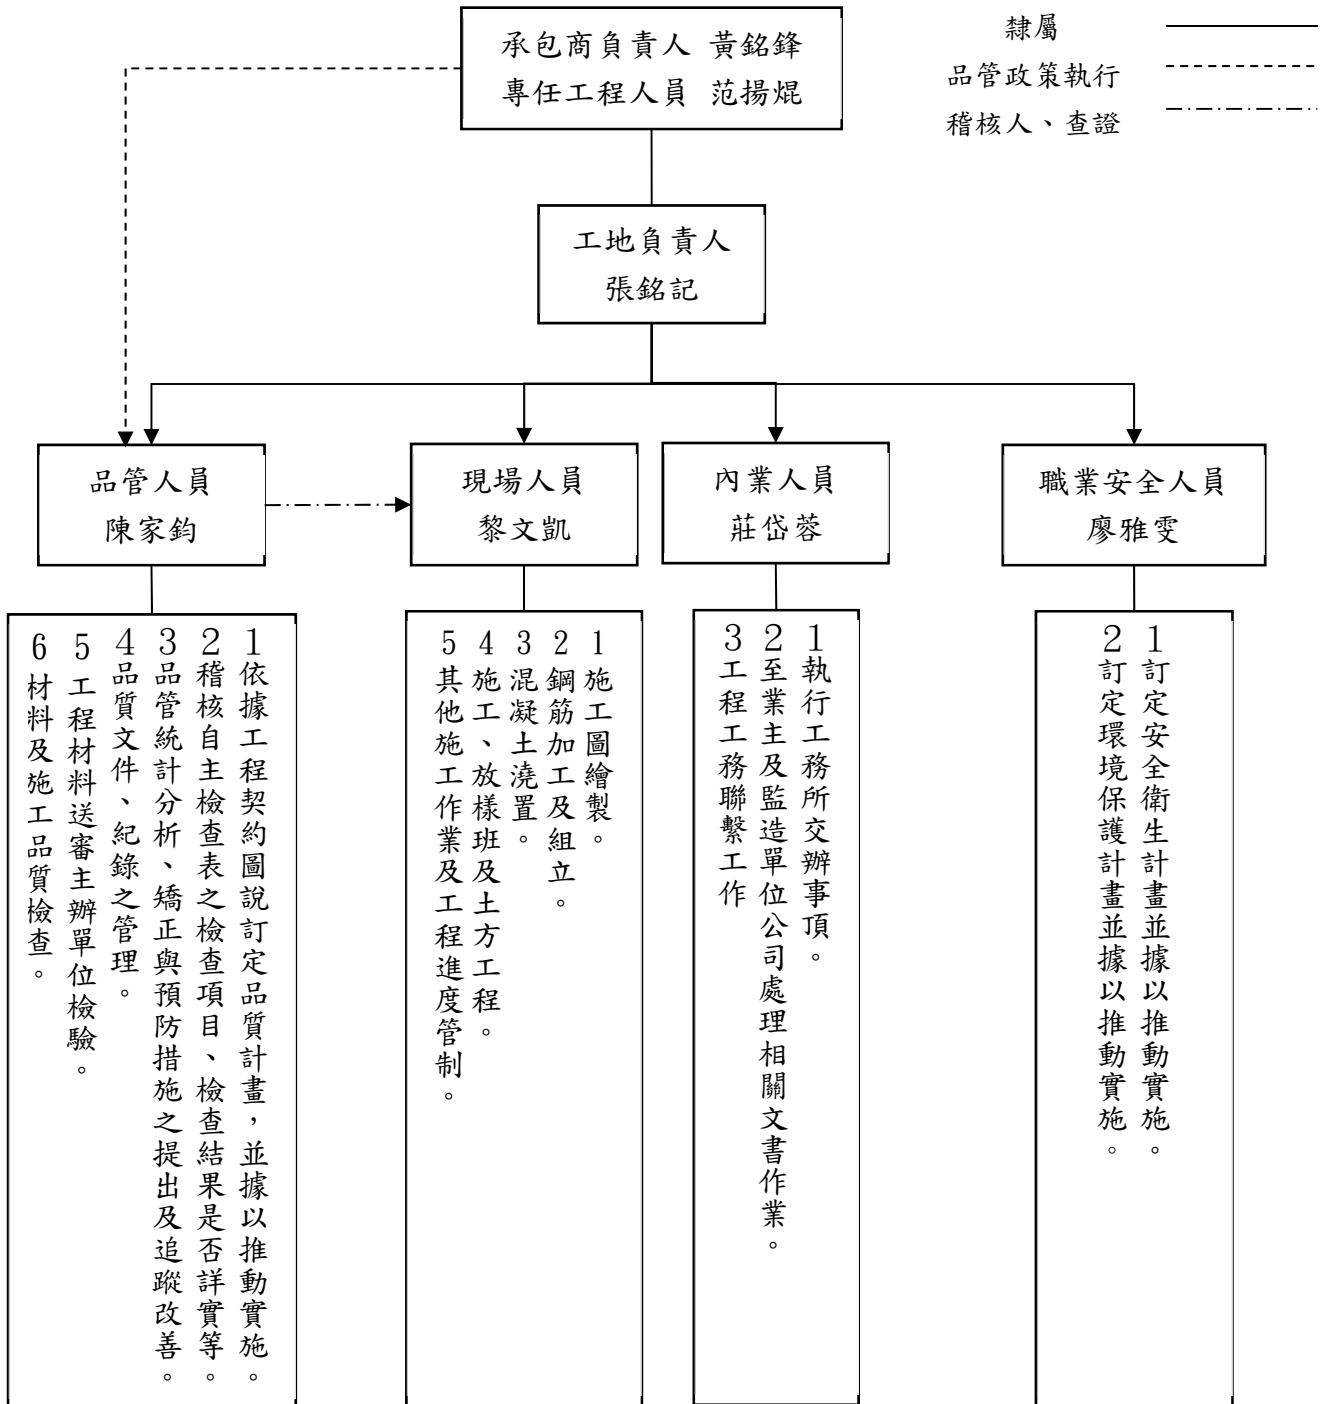 承包商負責人 黃銘鋒
專任工程人員 范揚焜
隸屬
品管政策執行
稽核人、查證
工地負責人
張銘記
品管人員
陳家鈞
現場人員
黎文凱
內業人員
莊岱蓉
職業安全人員
廖雅雯
1依據工程契約圖說訂定品質計畫，並據以推動實施。
2稽核自主檢查表之檢查項目、檢查結果是否詳實等。
3品管統計分析、矯正與預防措施之提出及追蹤改善。
4品質文件、紀錄之管理。
5工程材料送審主辦單位檢驗。
6材料及施工品質檢查。
1施工圖繪製。
2鋼筋加工及組立。
3混凝土澆置。
4施工、放樣班及土方工程。
5其他施工作業及工程進度管制。
1執行工務所交辦事頂。
2至業主及監造單位公司處理相關文書作業。
3工程工務聯繫工作
1訂定安全衛生計畫並據以推動實施。
2訂定環境保護計畫並據以推動實施。